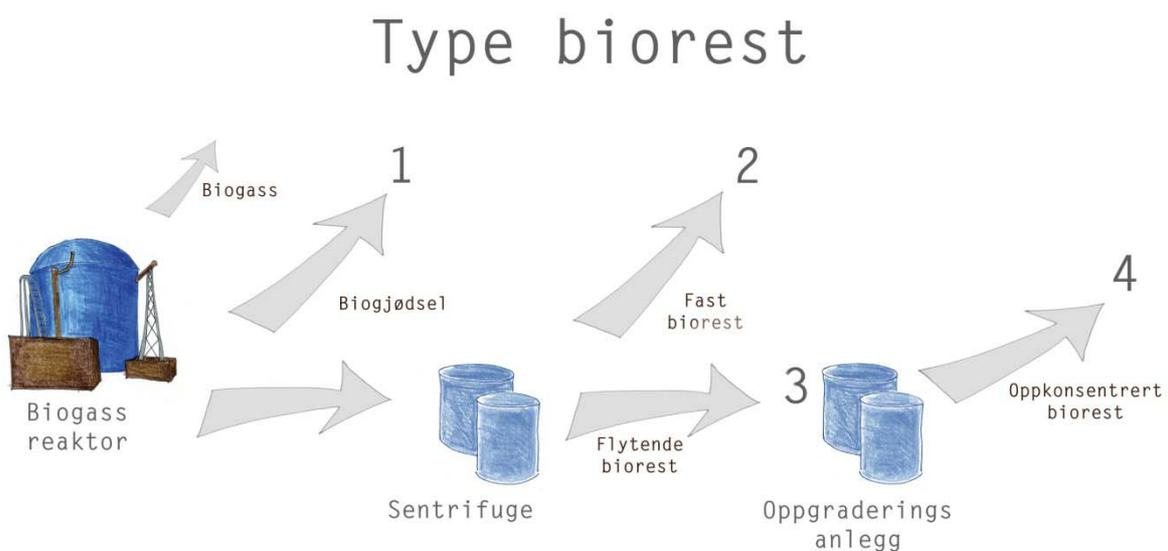 Type biorest
Biogass
1
Biogjødsel
2
Fast
biorest
4
Oppkonsentrert
biorest
3
Flytende
biorest
Biogass
reaktor
Sentrifuge
Oppgraderings
anlegg